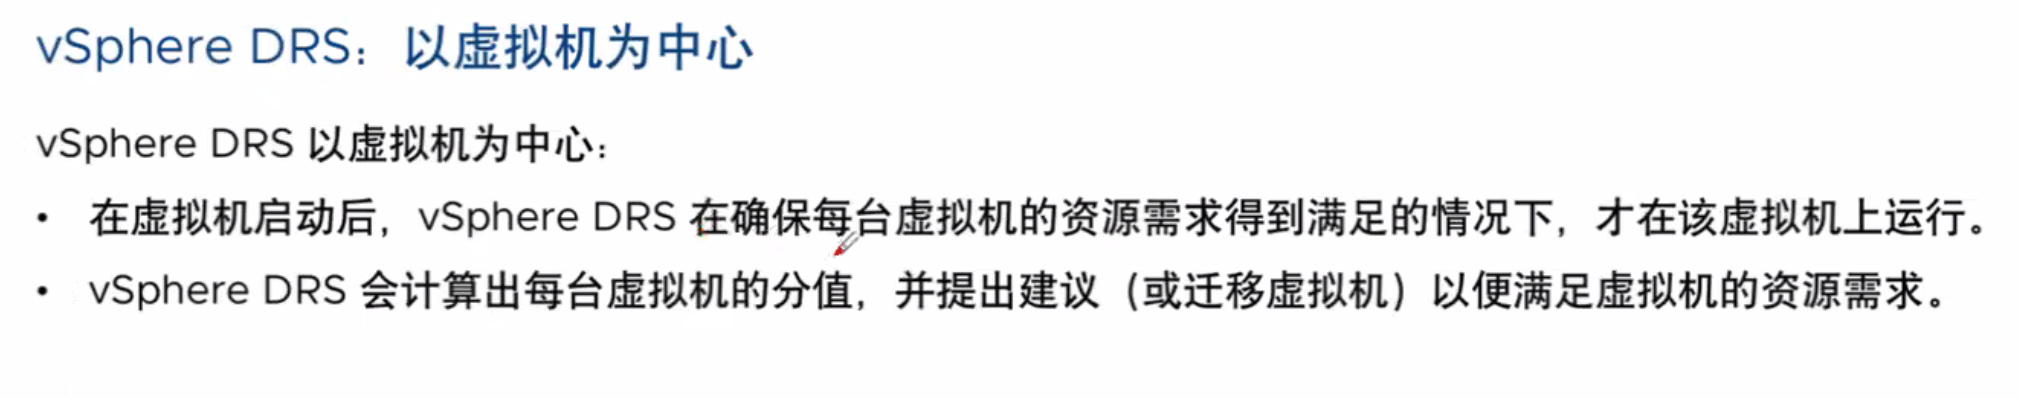 vSphere DRS：以虚拟机为中心
vSphere DRS 以虚拟机为中心：
• 在虚拟机启动后，vSphere DRS 在确保每台虚拟机的资源需求得到满足的情况下，才在该虚拟机上运行。
• vSphere DRS 会计算出每台虚拟机的分值，并提出建议（或迁移虚拟机）以便满足虚拟机的资源需求。